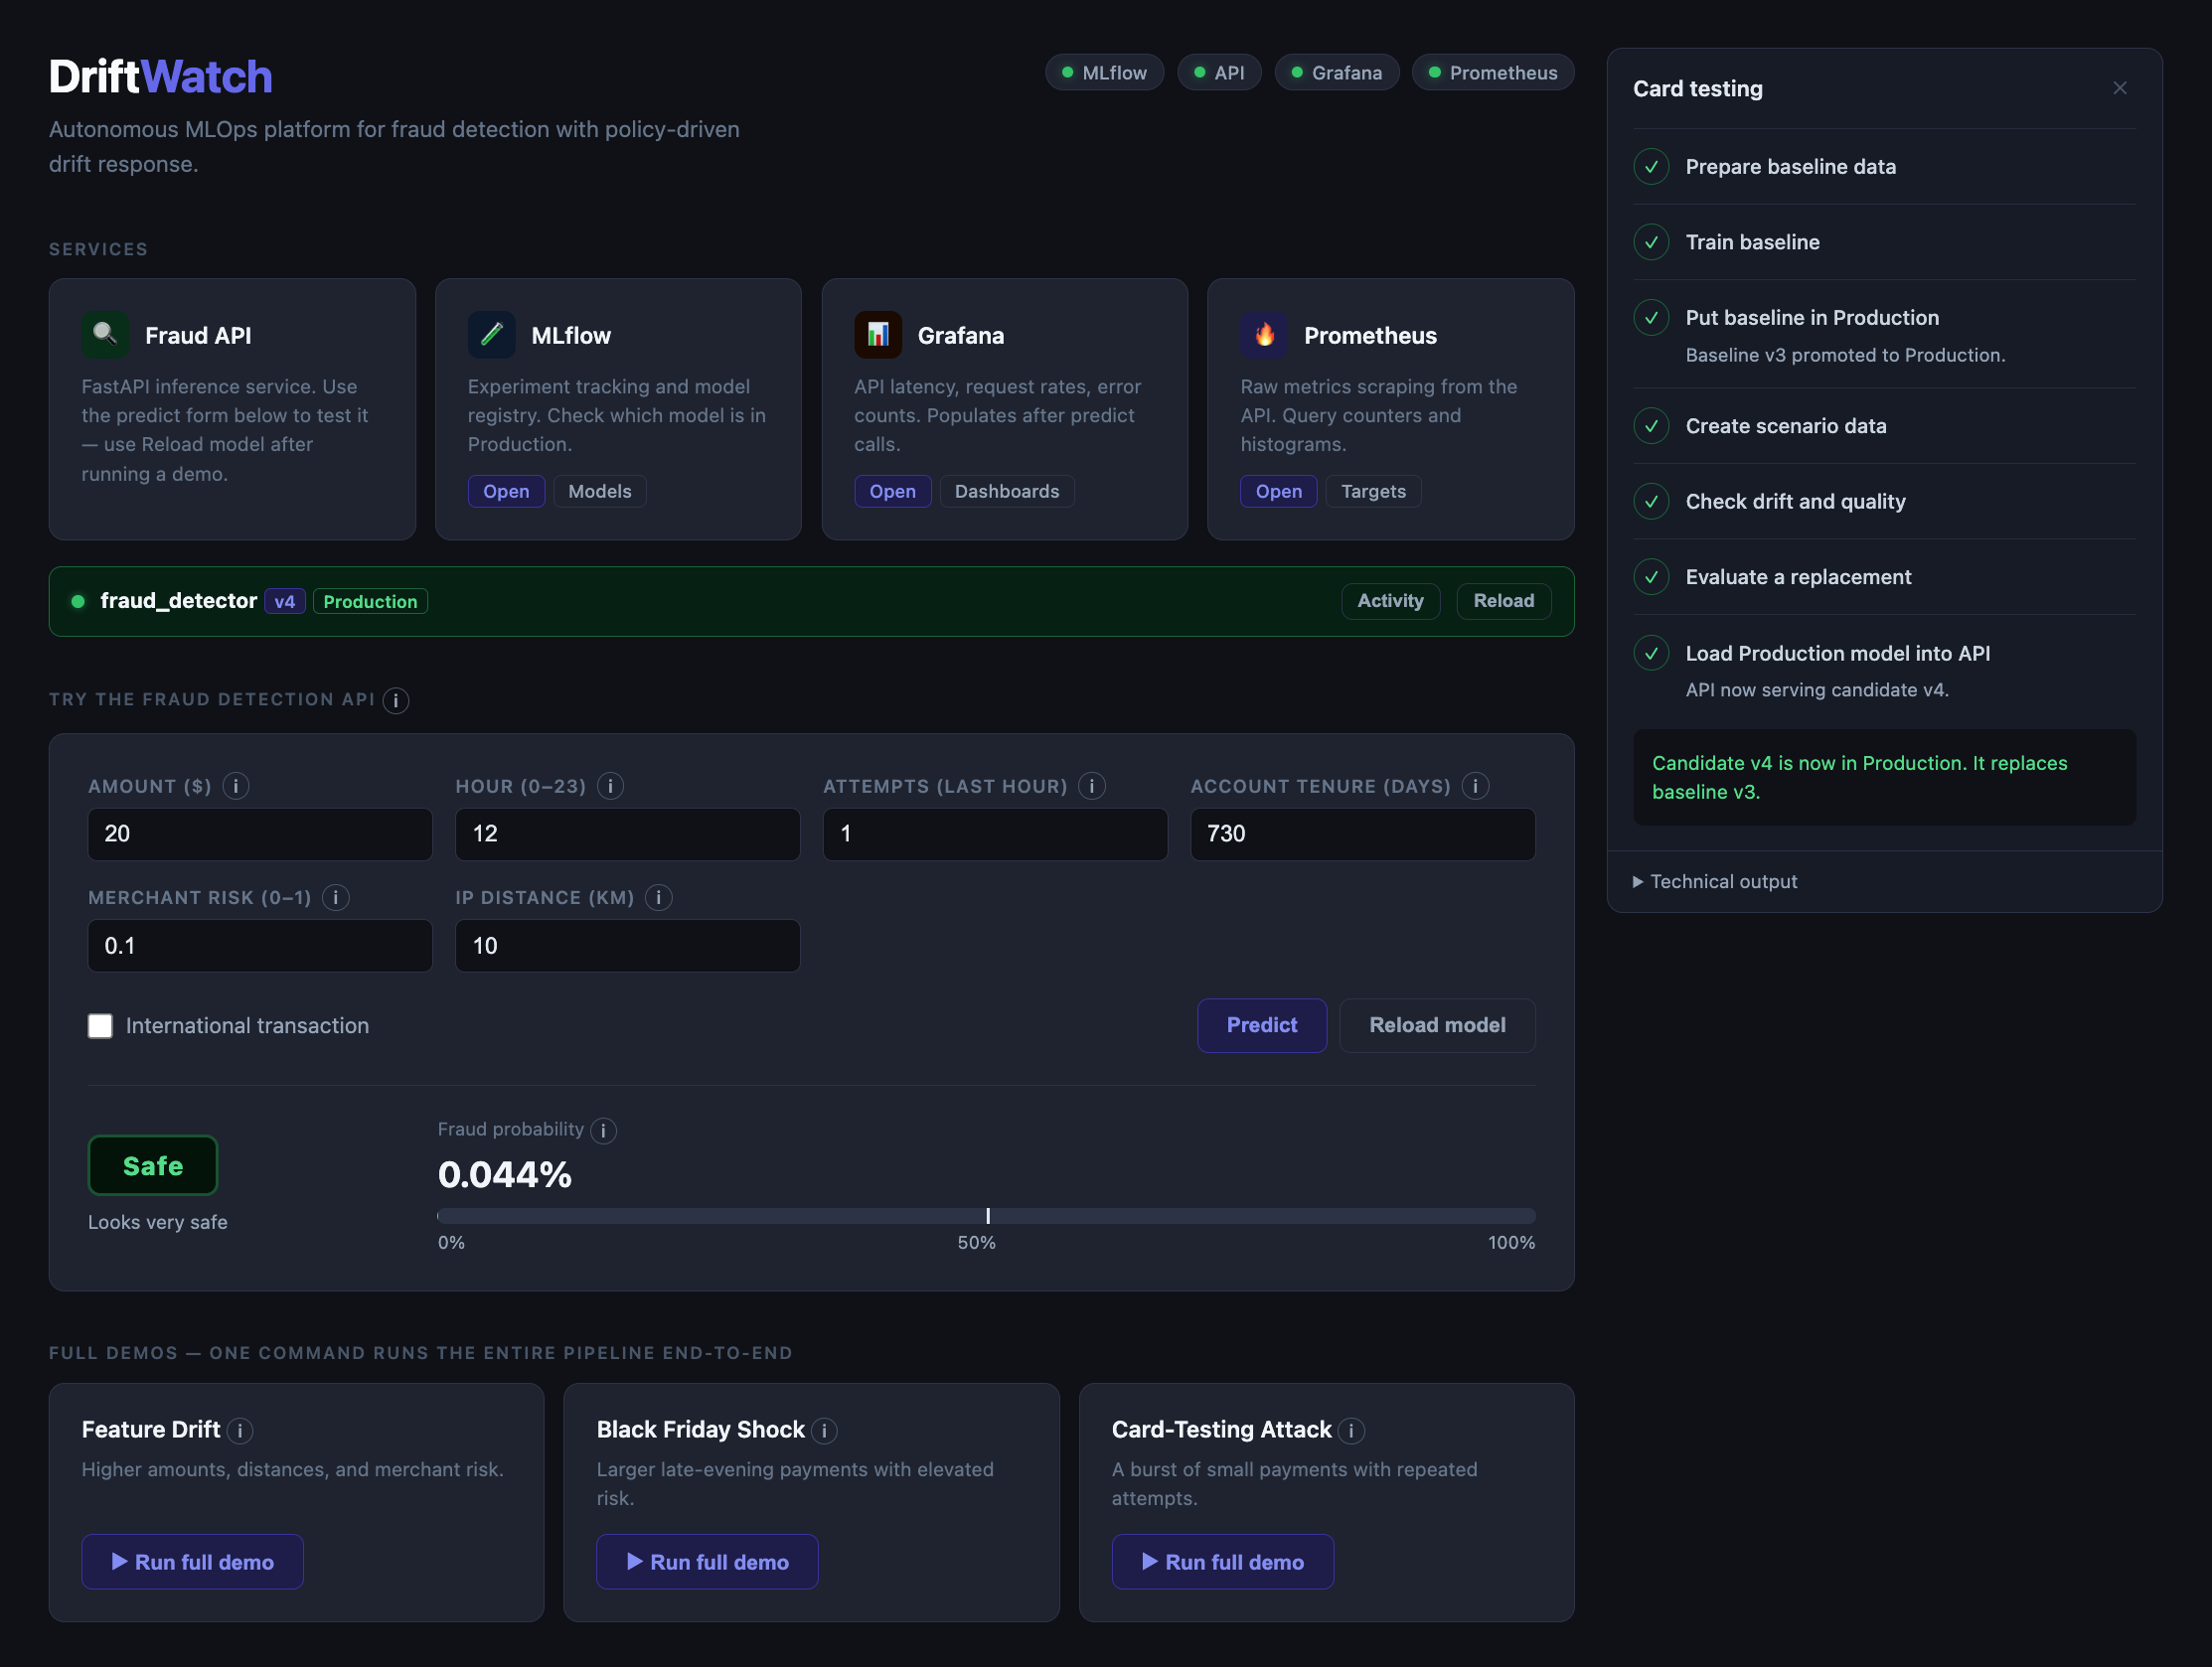 DriftWatch
Autonomous MLOps platform for fraud detection with policy-driven
drift response.
MLflow
API
Grafana
Prometheus
SERVICES
Fraud API
FastAPI inference service. Use
the predict form below to test it
— use Reload model after
running a demo.
MLflow
Experiment tracking and model
registry. Check which model is in
Production.
Open
Models
Grafana
API latency, request rates, error
counts. Populates after predict
calls.
Open
Dashboards
Prometheus
Raw metrics scraping from the
API. Query counters and
histograms.
Open
Targets
fraud_detector v4 Production
Activity
Reload
TRY THE FRAUD DETECTION API i
AMOUNT ($) i
20
HOUR (0–23) i
12
ATTEMPTS (LAST HOUR) i
1
ACCOUNT TENURE (DAYS) i
730
MERCHANT RISK (0–1) i
0.1
IP DISTANCE (KM) i
10
International transaction
Predict
Reload model
Safe
Looks very safe
Fraud probability i
0.044%
0%
50%
100%
FULL DEMOS — ONE COMMAND RUNS THE ENTIRE PIPELINE END-TO-END
Feature Drift i
Higher amounts, distances, and merchant risk.
▶ Run full demo
Black Friday Shock i
Larger late-evening payments with elevated
risk.
▶ Run full demo
Card-Testing Attack i
A burst of small payments with repeated
attempts.
▶ Run full demo
Card testing
Prepare baseline data
Train baseline
Put baseline in Production
Baseline v3 promoted to Production.
Create scenario data
Check drift and quality
Evaluate a replacement
Load Production model into API
API now serving candidate v4.
Candidate v4 is now in Production. It replaces
baseline v3.
▶ Technical output